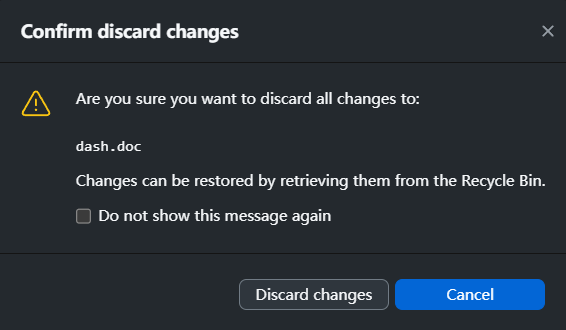 Confirm discard changes
Are you sure you want to discard all changes to:
dash.doc
Changes can be restored by retrieving them from the Recycle Bin.
Do not show this message again
Discard changes
Cancel